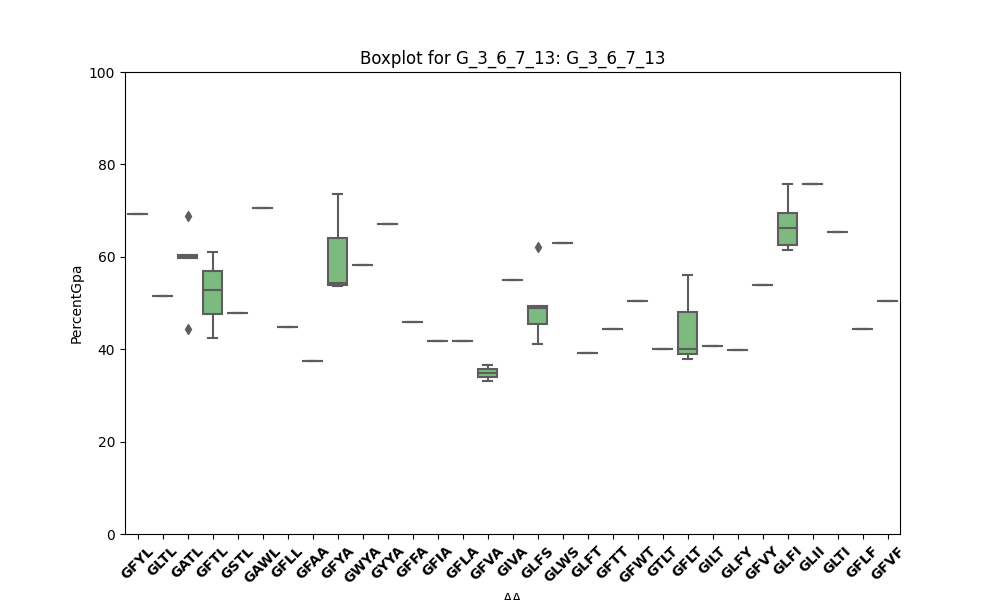 Boxplot for G_3_6_7_13: G_3_6_7_13
100
80
60
40
20
0
PercentGpa
GFYL
GLTL
GATL
GFTL
GSTL
GAWL
GFLL
GFAA
GFYA
GWYA
GYYA
GFFA
GFIA
GFLA
GFVA
GIVA
GLFS
GLWS
GLFT
GFTT
GFWT
GTLT
GFLT
GILT
GLFY
GFVY
GLFI
GLII
GLTI
GFLF
GFVF
AA